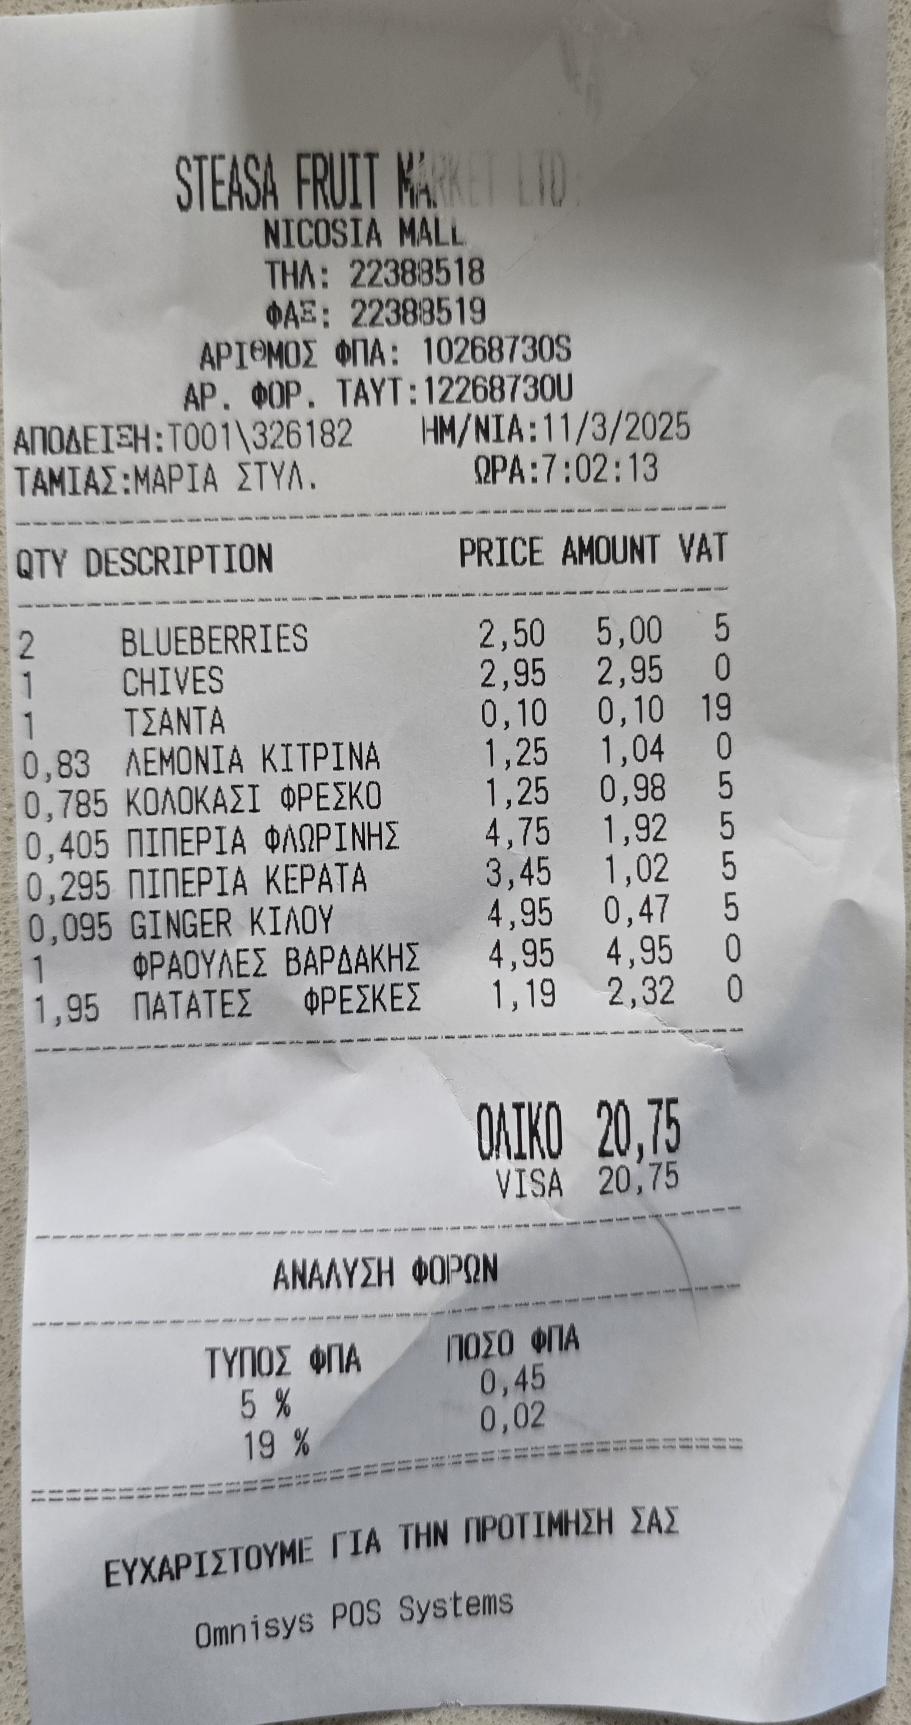 STEASA FRUIT MARKET LTD.
NICOSIA MALL
ΤΗΛ: 22388518
ΦΑΞ: 22388519
ΑΡΙΘΜΟΣ ΦΠΑ: 10268730S
ΑΡ. ΦΟΡ. ΤΑΥΤ:12268730U
ΑΠΟΔΕΙΞΗ:T001\326182 ΗΜ/ΝΙΑ:11/3/2025
ΤΑΜΙΑΣ:ΜΑΡΙΑ ΣΤΥΛ. ΩΡΑ:7:02:13
QTY DESCRIPTION PRICE AMOUNT VAT
2 BLUEBERRIES 2,50 5,00 5
1 CHIVES 2,95 2,95 0
1 ΤΣΑΝΤΑ 0,10 0,10 19
0,83 ΛΕΜΟΝΙΑ ΚΙΤΡΙΝΑ 1,25 1,04 0
0,785 ΚΟΛΟΚΑΣΙ ΦΡΕΣΚΟ 1,25 0,98 5
0,405 ΠΙΠΕΡΙΑ ΦΛΩΡΙΝΗΣ 4,75 1,92 5
0,295 ΠΙΠΕΡΙΑ ΚΕΡΑΤΑ 3,45 1,02 5
0,095 GINGER ΚΙΛΟΥ 4,95 0,47 5
1 ΦΡΑΟΥΛΕΣ ΒΑΡΔΑΚΗΣ 4,95 4,95 0
1,95 ΠΑΤΑΤΕΣ ΦΡΕΣΚΕΣ 1,19 2,32 0
ΟΛΙΚΟ 20,75
VISA 20,75
ΑΝΑΛΥΣΗ ΦΟΡΩΝ
ΤΥΠΟΣ ΦΠΑ ΠΟΣΟ ΦΠΑ
5 % 0,45
19 % 0,02
ΕΥΧΑΡΙΣΤΟΥΜΕ ΓΙΑ ΤΗΝ ΠΡΟΤΙΜΗΣΗ ΣΑΣ
Omnisys POS Systems